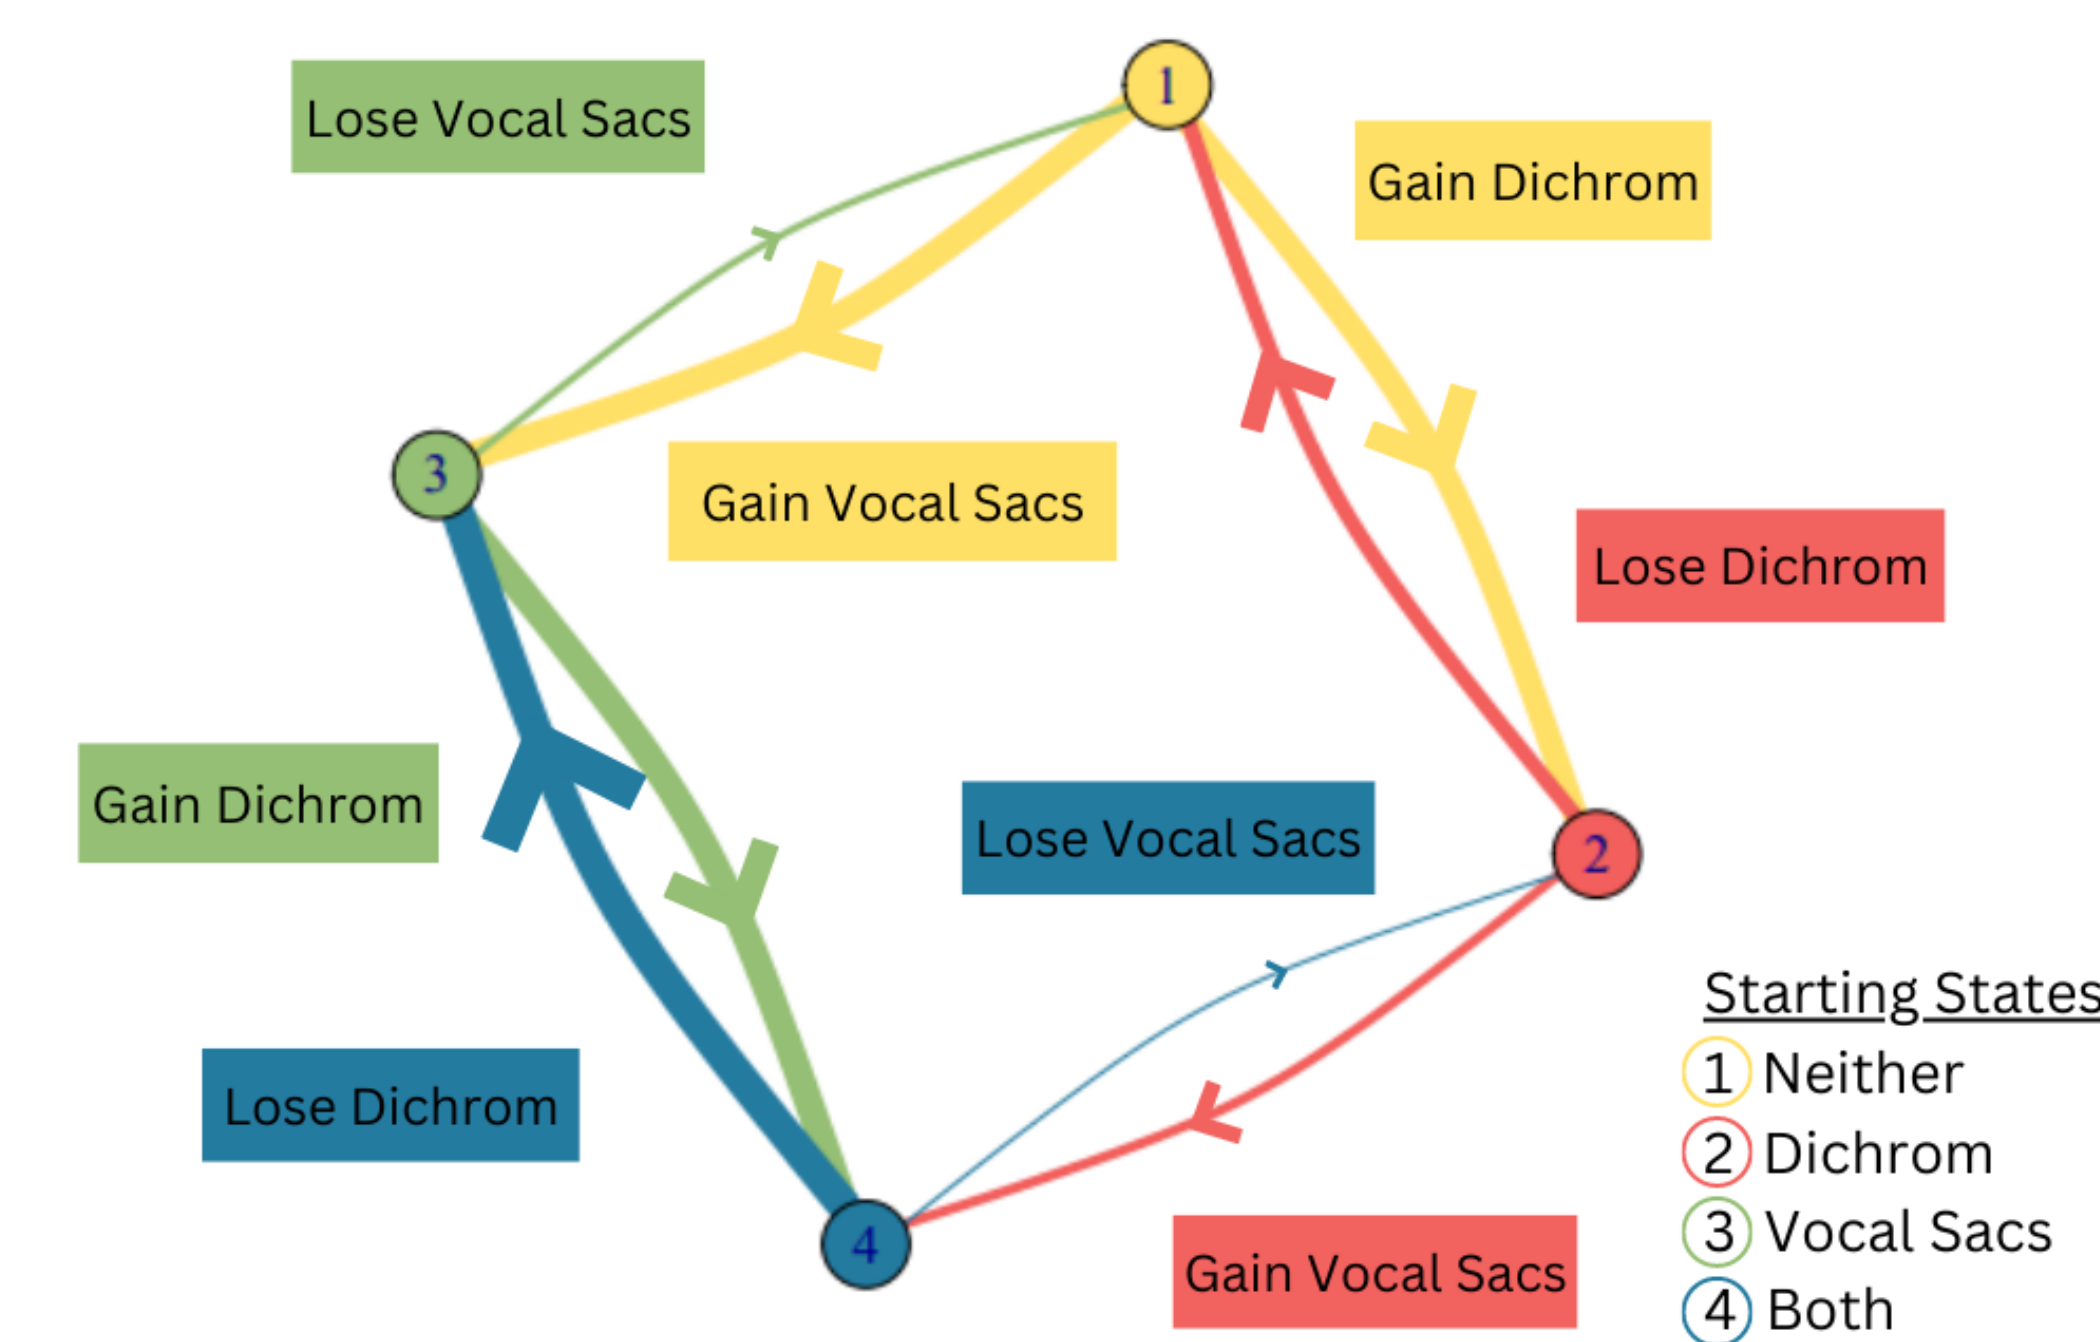 1
Lose Vocal Sacs
Gain Dichrom
3
Gain Vocal Sacs
Lose Dichrom
Gain Dichrom
Lose Vocal Sacs
2
Lose Dichrom
4
Gain Vocal Sacs
Starting States
1 Neither
2 Dichrom
3 Vocal Sacs
4 Both